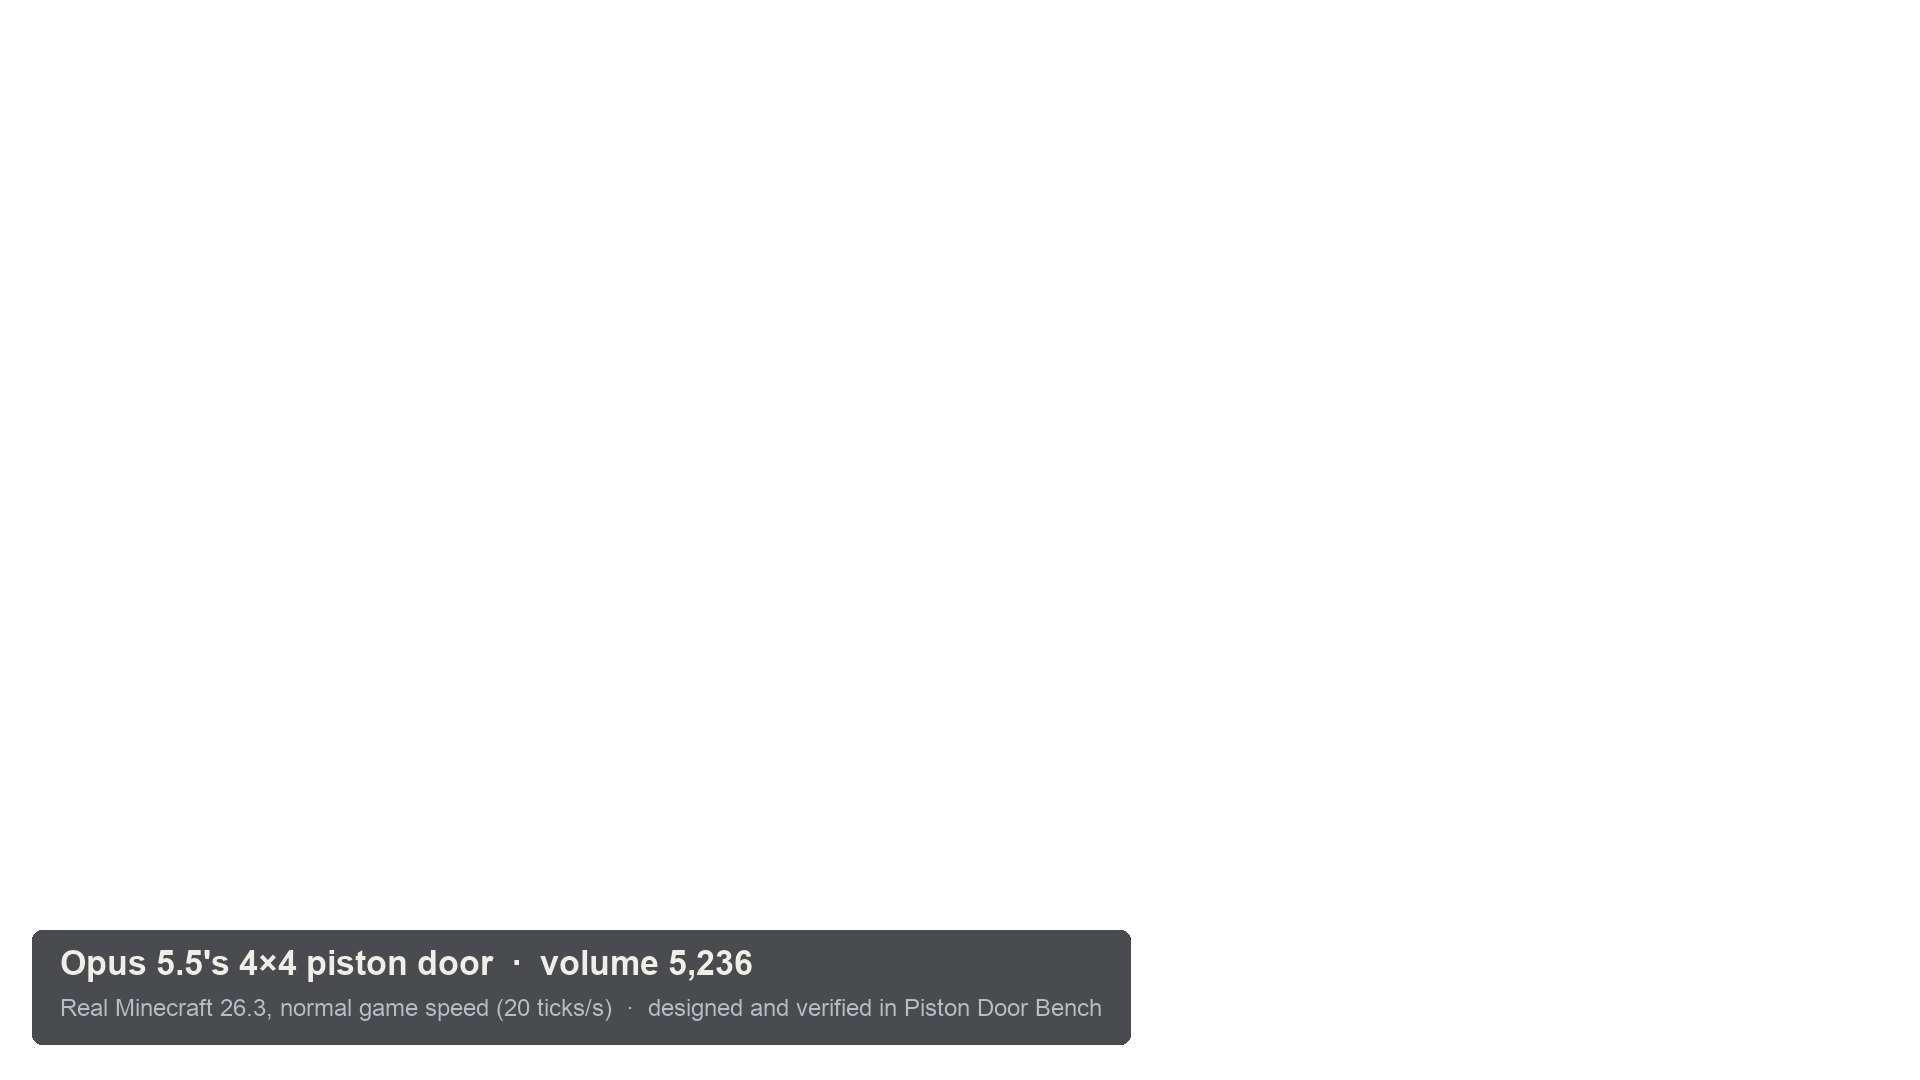 Opus 5.5's 4×4 piston door · volume 5,236
Real Minecraft 26.3, normal game speed (20 ticks/s) · designed and verified in Piston Door Bench